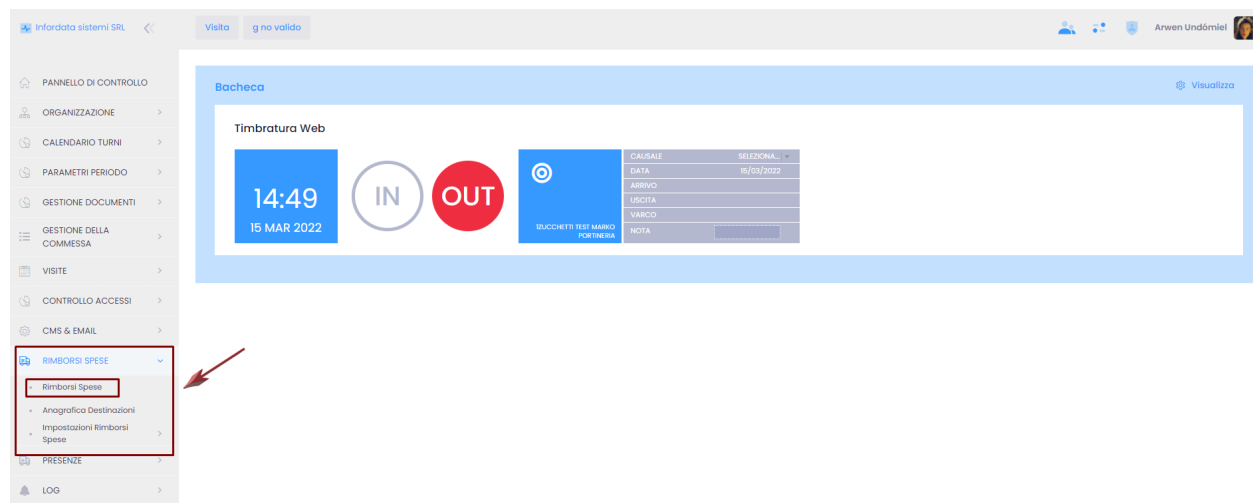 Infordata sistemi SRL
Visita
g no valido
Arwen Undómiel
PANNELLO DI CONTROLLO
ORGANIZZAZIONE
CALENDARIO TURNI
PARAMETRI PERIODO
GESTIONE DOCUMENTI
GESTIONE DELLA
COMMESSA
VISITE
CONTROLLO ACCESSI
CMS & EMAIL
RIMBORSI SPESE
Rimborsi Spese
Anagrafica Destinazioni
Impostazioni Rimborsi
Spese
PRESENZE
LOG
Bacheca
Visualizza
Timbratura Web
14:49
15 MAR 2022
IN
OUT
1ZUCCHETTI TEST MARKO
PORTINERIA
CAUSALE SELEZIONA...
DATA 15/03/2022
ARRIVO
USCITA
VARCO
NOTA